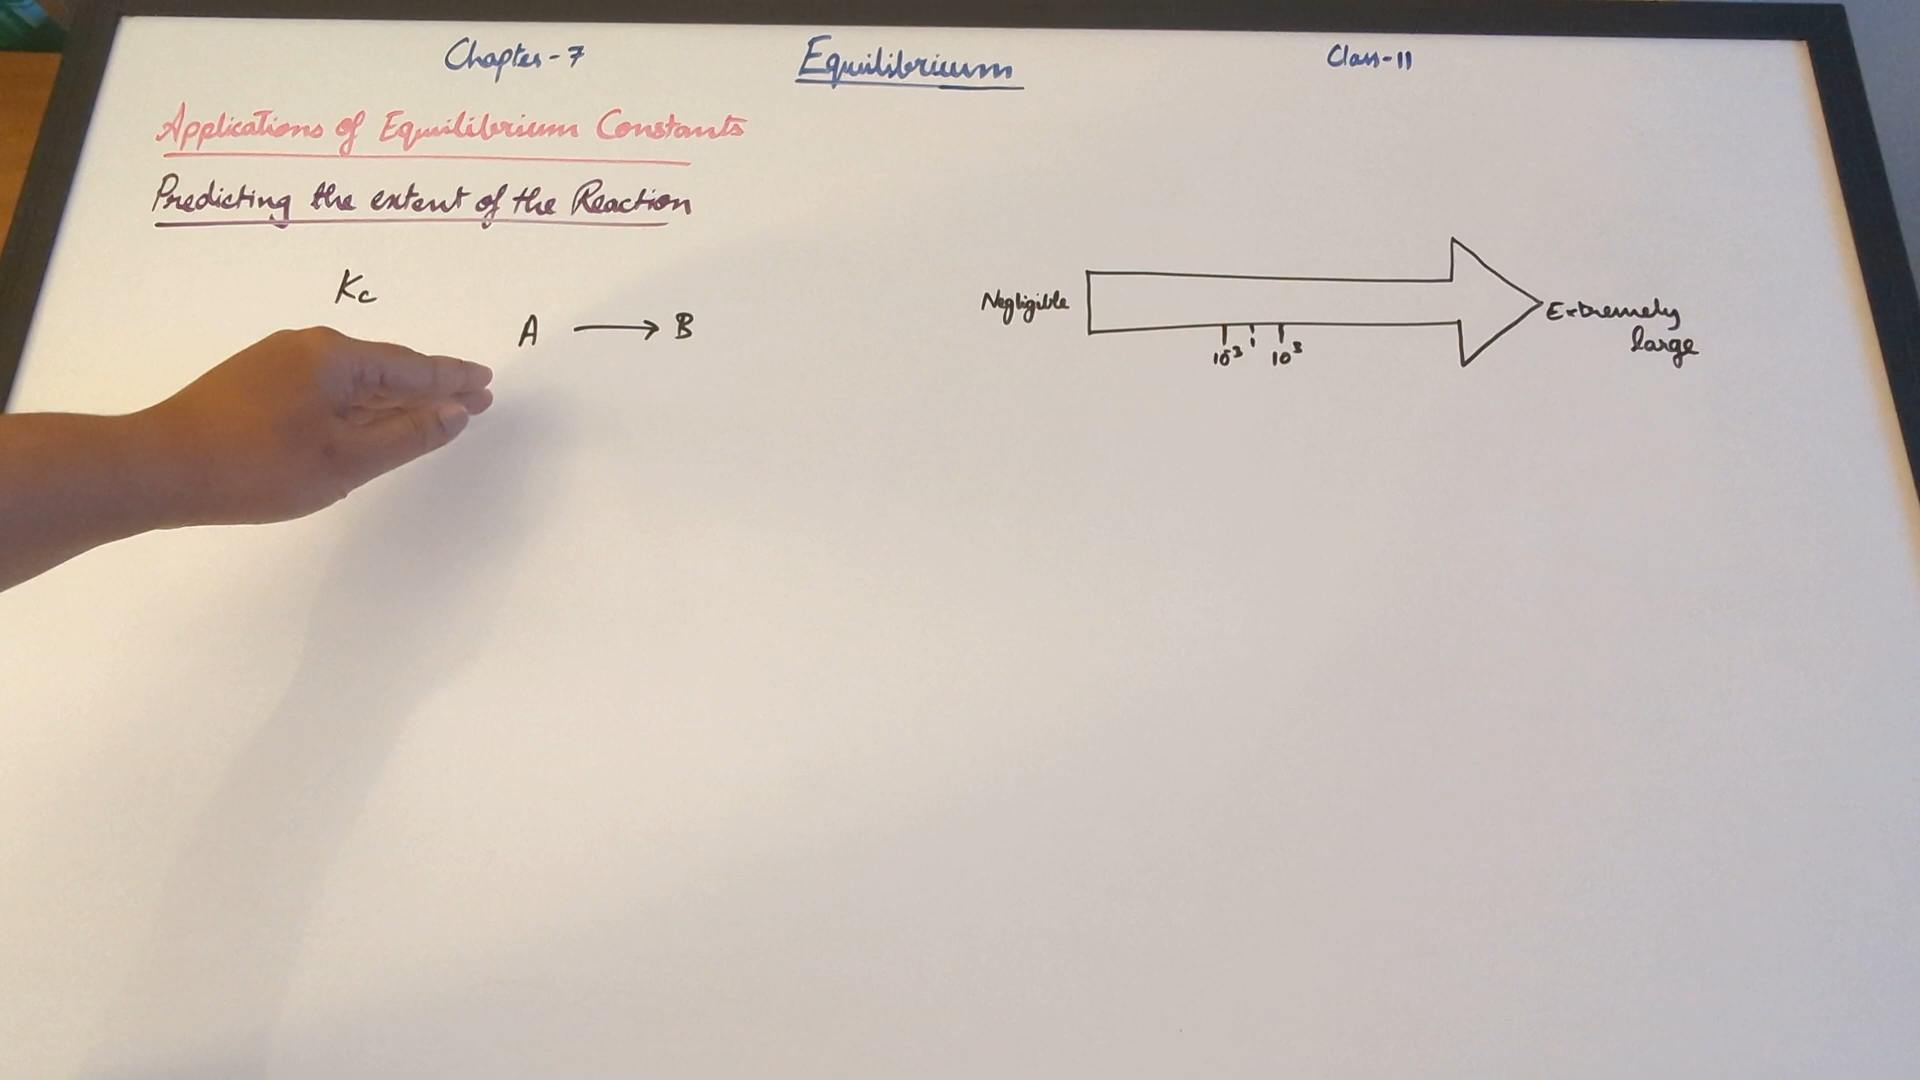 Chapter-7 Equilibrium Class-11
Applications of Equilibrium Constants
Predicting the extent of the Reaction
Kc
A → B
Negligible
10⁻³ 1 10³
Extremely
large